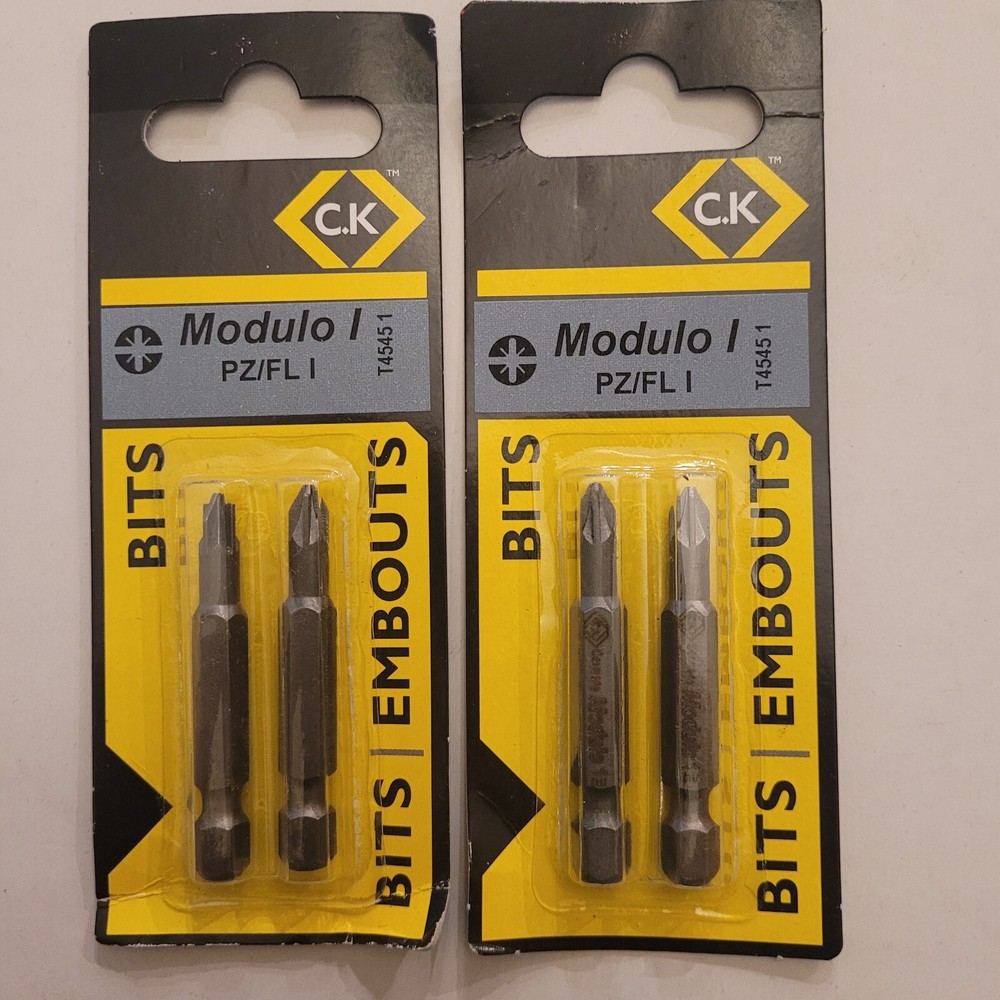 C.K
TM
Modulo I
PZ/FL I
T4545 1
BITS
BITS | EMBOUTS
C.K
TM
Modulo I
PZ/FL I
T4545 1
BITS
BITS | EMBOUTS